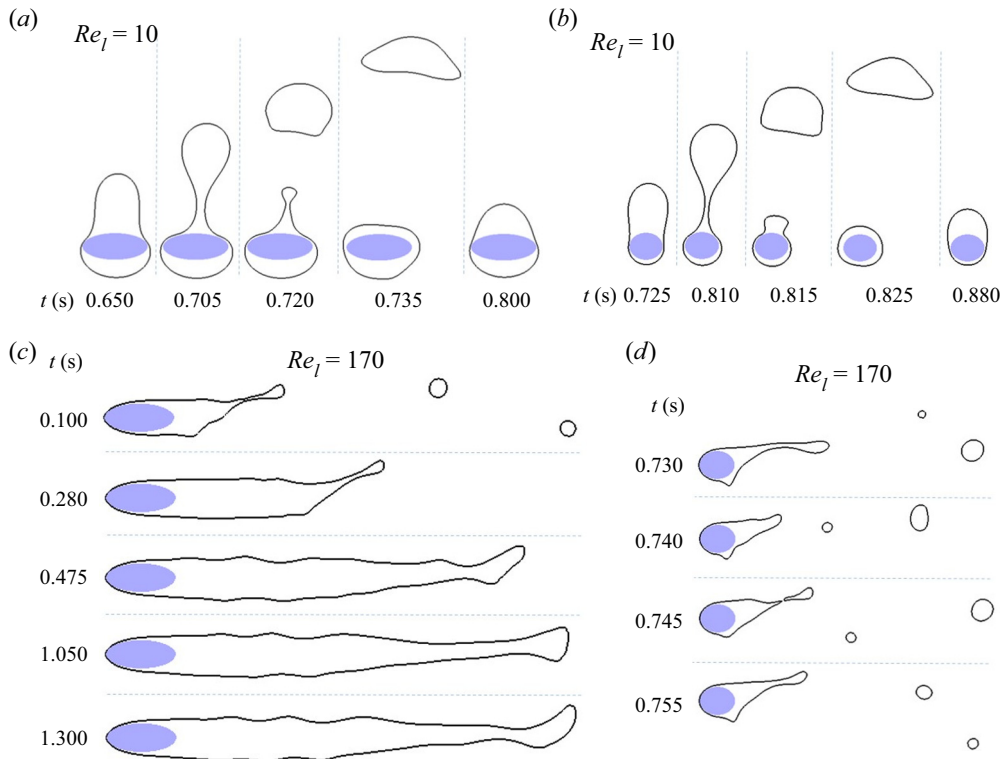 (a)
Re_l = 10
t (s) 0.650 0.705 0.720 0.735 0.800
(b)
Re_l = 10
t (s) 0.725 0.810 0.815 0.825 0.880
(c) t (s)
Re_l = 170
0.100
0.280
0.475
1.050
1.300
(d)
Re_l = 170
t (s)
0.730
0.740
0.745
0.755